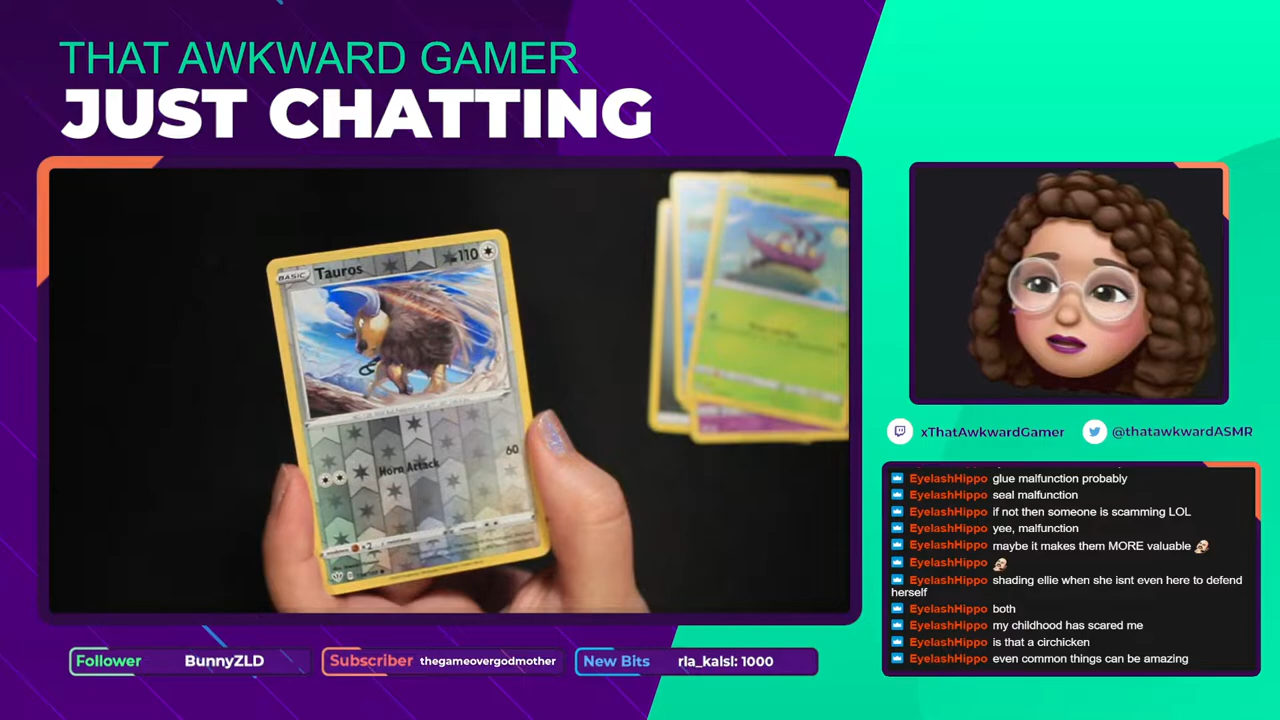 THAT AWKWARD GAMER
JUST CHATTING
BASIC
Tauros
110
Horn Attack
60
×2
xThatAwkwardGamer
@thatawkwardASMR
EyelashHippo glue malfunction probably
EyelashHippo seal malfunction
EyelashHippo if not then someone is scamming LOL
EyelashHippo yee, malfunction
EyelashHippo maybe it makes them MORE valuable
EyelashHippo
EyelashHippo shading ellie when she isnt even here to defend
herself
EyelashHippo both
EyelashHippo my childhood has scared me
EyelashHippo is that a circhicken
EyelashHippo even common things can be amazing
Follower BunnyZLD
Subscriber thegameovergodmother
New Bits rla_kalsl: 1000